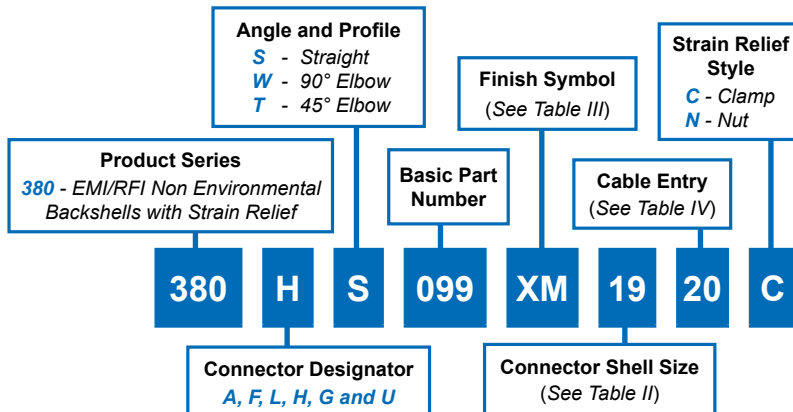 Angle and Profile
S - Straight
W - 90° Elbow
T - 45° Elbow
Strain Relief
Style
C - Clamp
N - Nut
Finish Symbol
(See Table III)
Product Series
380 - EMI/RFI Non Environmental
Backshells with Strain Relief
Basic Part
Number
Cable Entry
(See Table IV)
380 H S 099 XM 19 20 C
Connector Designator
A, F, L, H, G and U
Connector Shell Size
(See Table II)